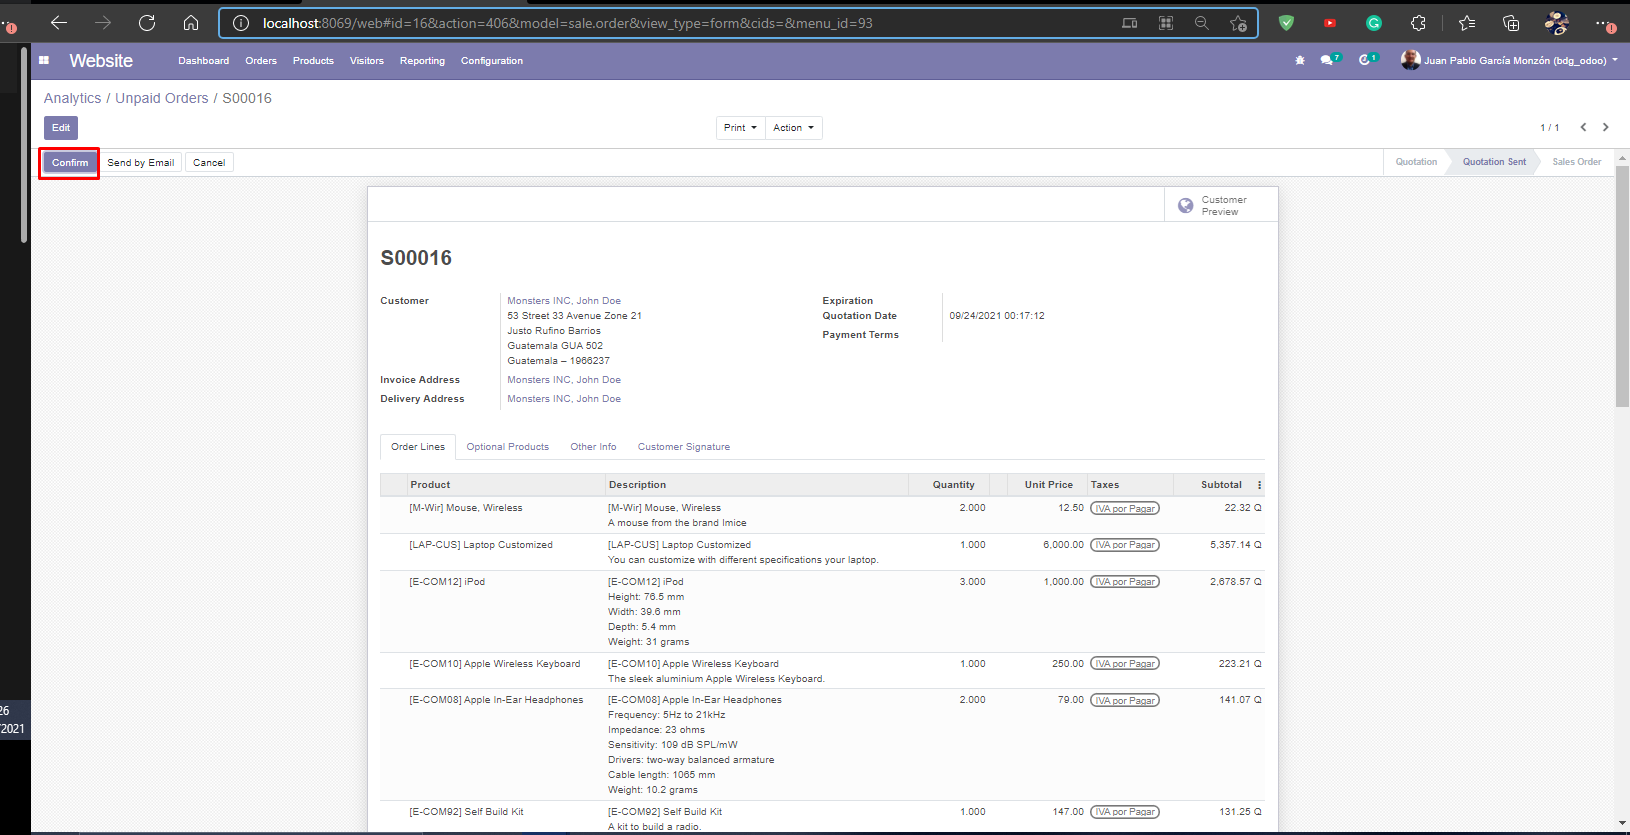 localhost:8069/web#id=16&action=406&model=sale.order&view_type=form&cids=&menu_id=93
Website Dashboard Orders Products Visitors Reporting Configuration 7 1 Juan Pablo García Monzón (bdg_odoo)
Analytics / Unpaid Orders / S00016
Edit Print Action 1 / 1
Confirm Send by Email Cancel Quotation Quotation Sent Sales Order
Customer
Preview
S00016
Customer Monsters INC, John Doe Expiration
53 Street 33 Avenue Zone 21 Quotation Date 09/24/2021 00:17:12
Justo Rufino Barrios Payment Terms
Guatemala GUA 502
Guatemala – 1966237
Invoice Address Monsters INC, John Doe
Delivery Address Monsters INC, John Doe
Order Lines Optional Products Other Info Customer Signature
Product Description Quantity Unit Price Taxes Subtotal
[M-Wir] Mouse, Wireless [M-Wir] Mouse, Wireless 2.000 12.50 IVA por Pagar 22.32 Q
A mouse from the brand Imice
[LAP-CUS] Laptop Customized [LAP-CUS] Laptop Customized 1.000 6,000.00 IVA por Pagar 5,357.14 Q
You can customize with different specifications your laptop.
[E-COM12] iPod [E-COM12] iPod 3.000 1,000.00 IVA por Pagar 2,678.57 Q
Height: 76.5 mm
Width: 39.6 mm
Depth: 5.4 mm
Weight: 31 grams
[E-COM10] Apple Wireless Keyboard [E-COM10] Apple Wireless Keyboard 1.000 250.00 IVA por Pagar 223.21 Q
The sleek aluminium Apple Wireless Keyboard.
[E-COM08] Apple In-Ear Headphones [E-COM08] Apple In-Ear Headphones 2.000 79.00 IVA por Pagar 141.07 Q
26
Frequency: 5Hz to 21kHz
/2021
Impedance: 23 ohms
Sensitivity: 109 dB SPL/mW
Drivers: two-way balanced armature
Cable length: 1065 mm
Weight: 10.2 grams
[E-COM92] Self Build Kit [E-COM92] Self Build Kit 1.000 147.00 IVA por Pagar 131.25 Q
A kit to build a radio.